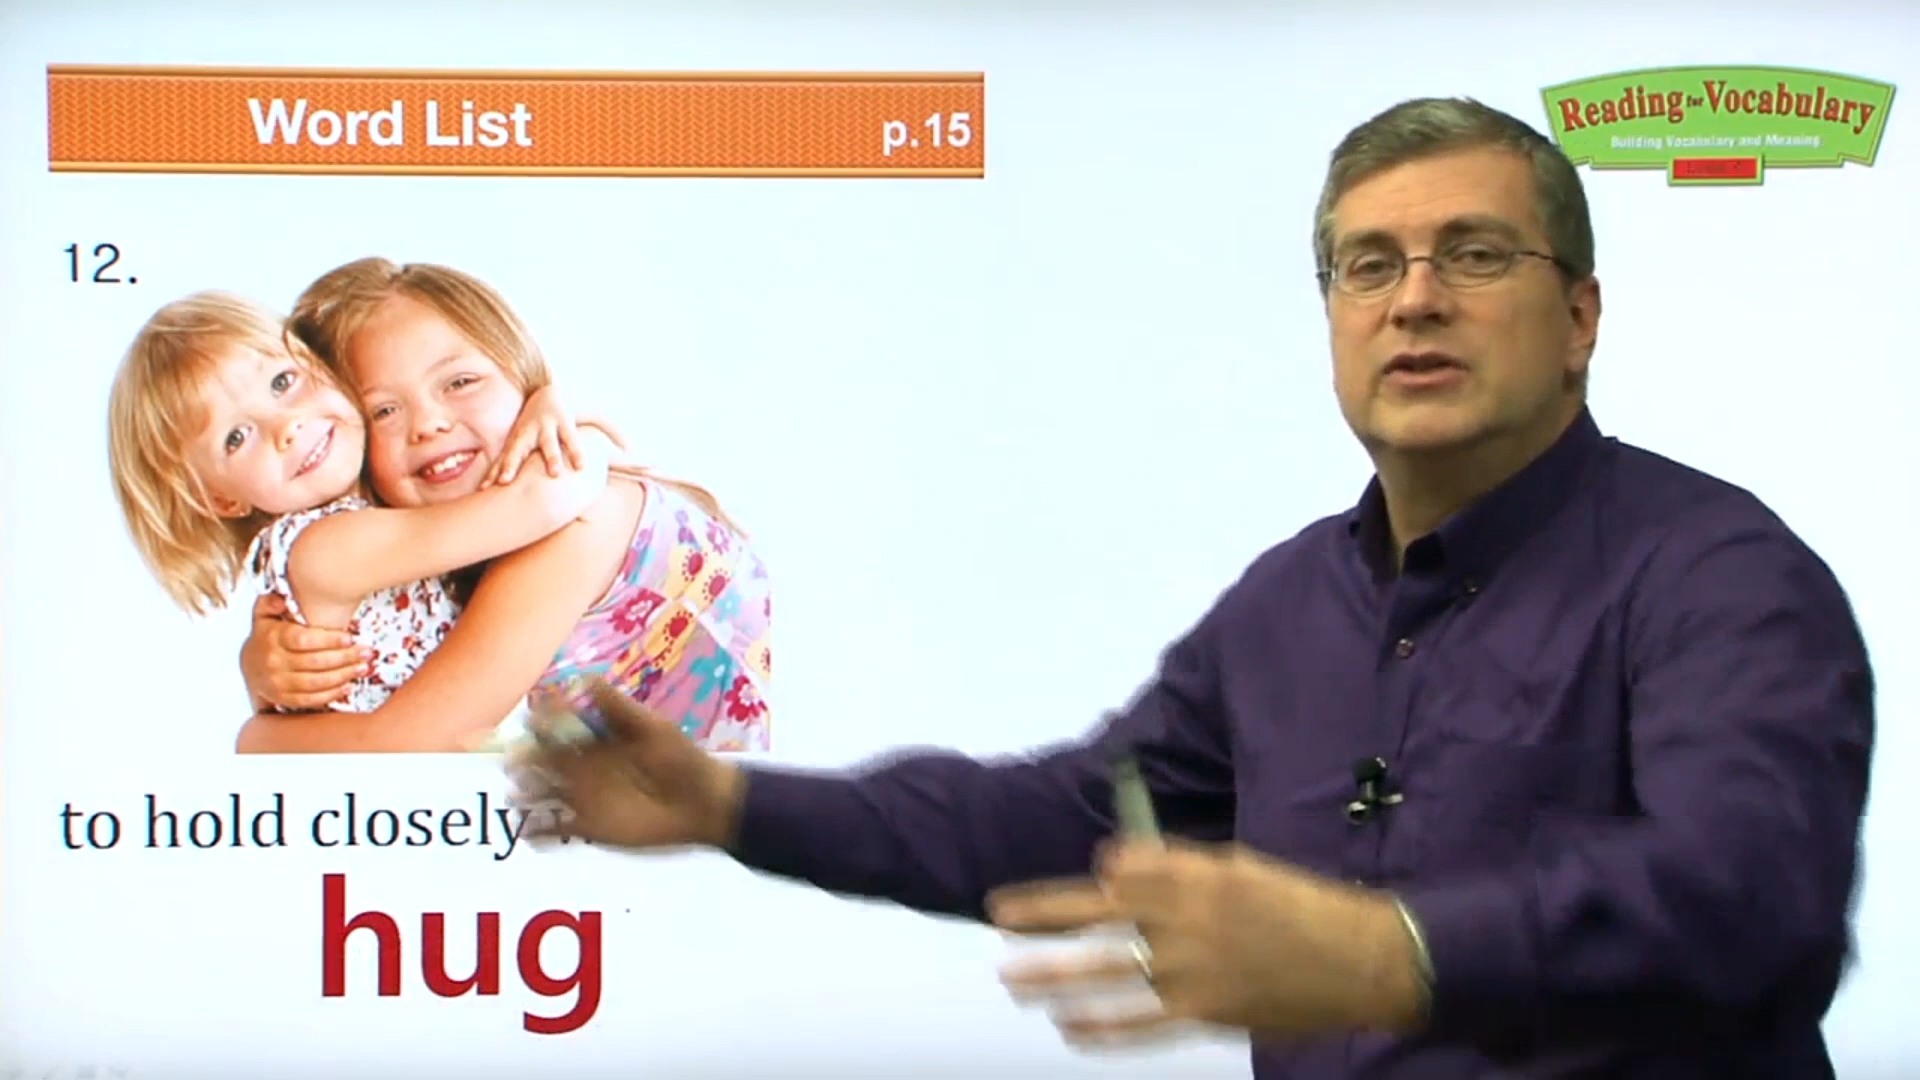 Word List
p.15
Reading for Vocabulary
Building Vocabulary and Meaning
12.
to hold closely
hug